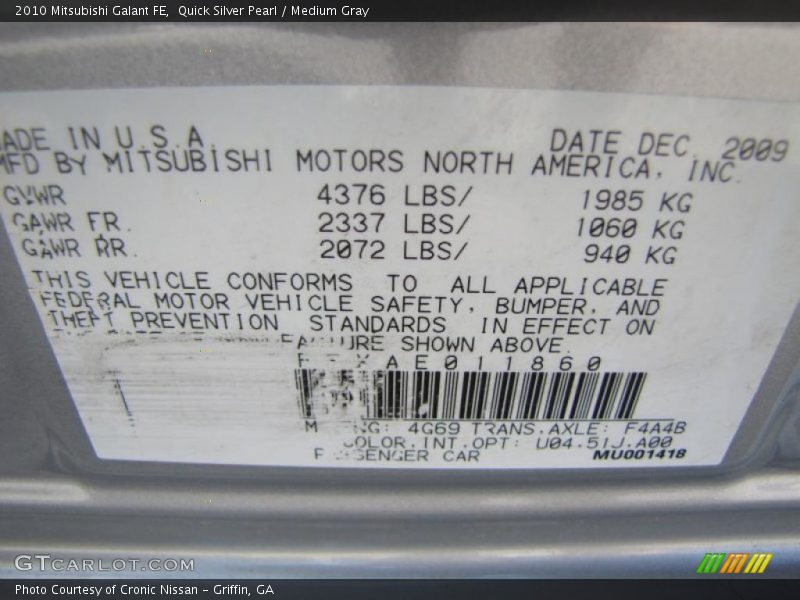 2010 Mitsubishi Galant FE, Quick Silver Pearl / Medium Gray
ADE IN U.S.A. DATE DEC. 2009
MFD BY MITSUBISHI MOTORS NORTH AMERICA, INC.
GVWR 4376 LBS/ 1985 KG
GAWR FR. 2337 LBS/ 1060 KG
GAWR RR. 2072 LBS/ 940 KG
THIS VEHICLE CONFORMS TO ALL APPLICABLE
FEDERAL MOTOR VEHICLE SAFETY, BUMPER, AND
THEFT PREVENTION STANDARDS IN EFFECT ON
SHOWN ABOVE.
XAE011860
4G69 TRANS.AXLE: F4A4B
COLOR.INT.OPT: U04.51J.A00
PASSENGER CAR MU001418
GTCARLOT.COM
Photo Courtesy of Cronic Nissan - Griffin, GA